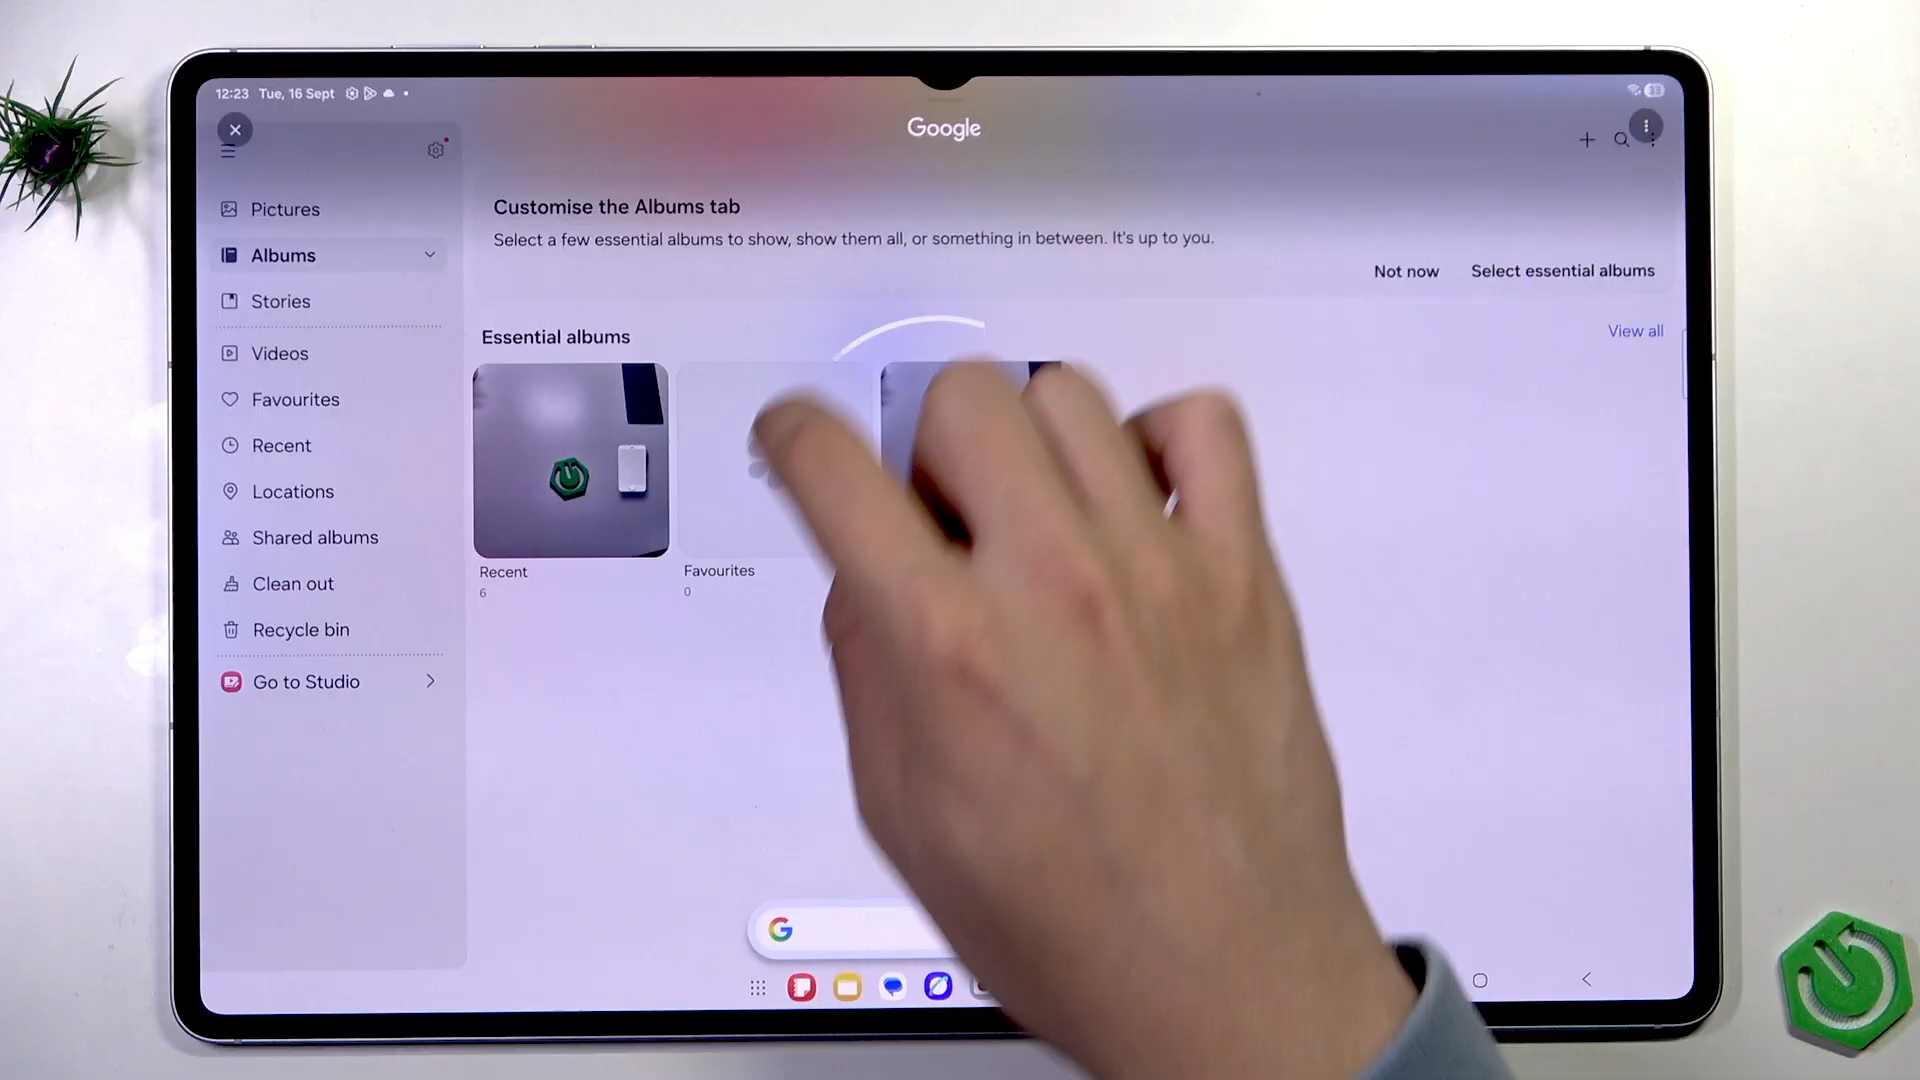 12:23 Tue, 16 Sept
33
Google
Pictures
Albums
Stories
Videos
Favourites
Recent
Locations
Shared albums
Clean out
Recycle bin
Go to Studio
Customise the Albums tab
Select a few essential albums to show, show them all, or something in between. It's up to you.
Not now
Select essential albums
Essential albums
View all
Recent
6
Favourites
0